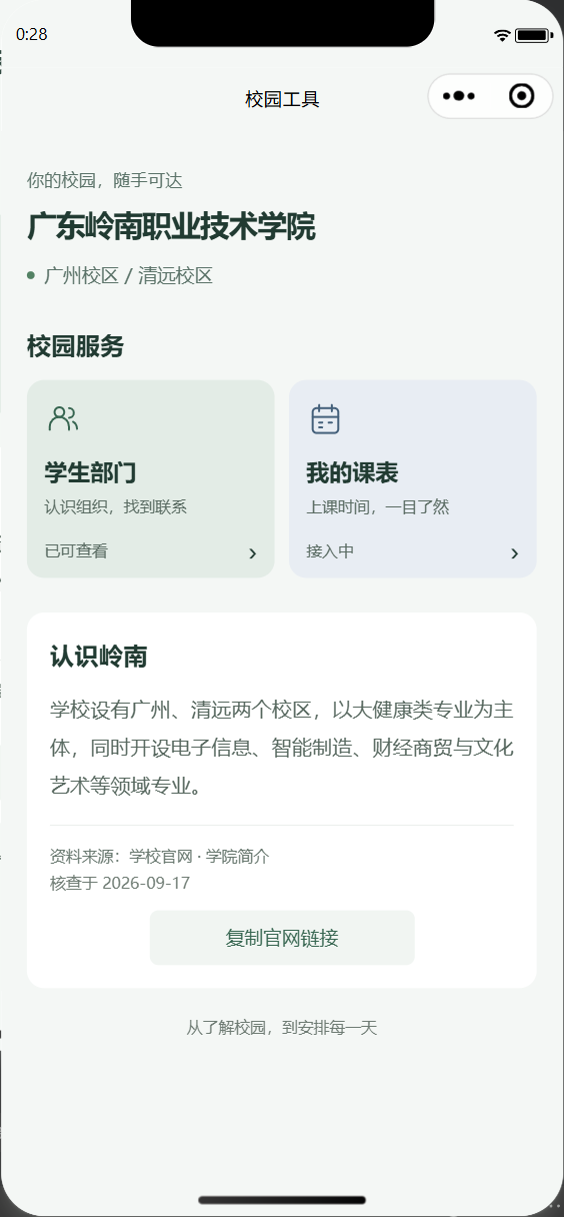 0:28
校园工具
你的校园，随手可达
广东岭南职业技术学院
广州校区 / 清远校区
校园服务
学生部门
认识组织，找到联系
已可查看
我的课表
上课时间，一目了然
接入中
认识岭南
学校设有广州、清远两个校区，以大健康类专业为主
体，同时开设电子信息、智能制造、财经商贸与文化
艺术等领域专业。
资料来源：学校官网 · 学院简介
核查于 2026-09-17
复制官网链接
从了解校园，到安排每一天